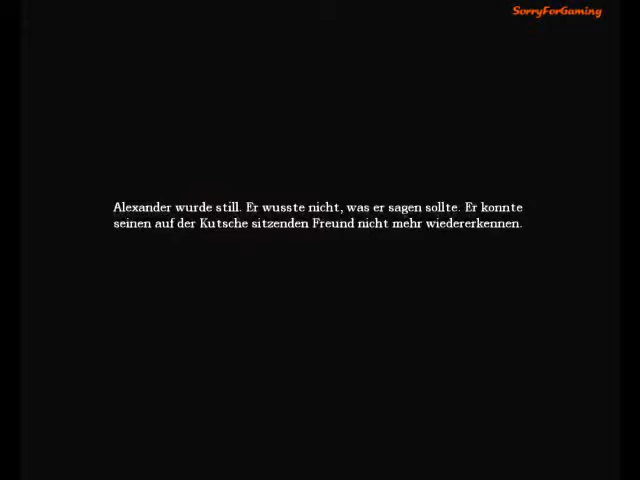 SorryForGaming
Alexander wurde still. Er wusste nicht, was er sagen sollte. Er konnte
seinen auf der Kutsche sitzenden Freund nicht mehr wiedererkennen.